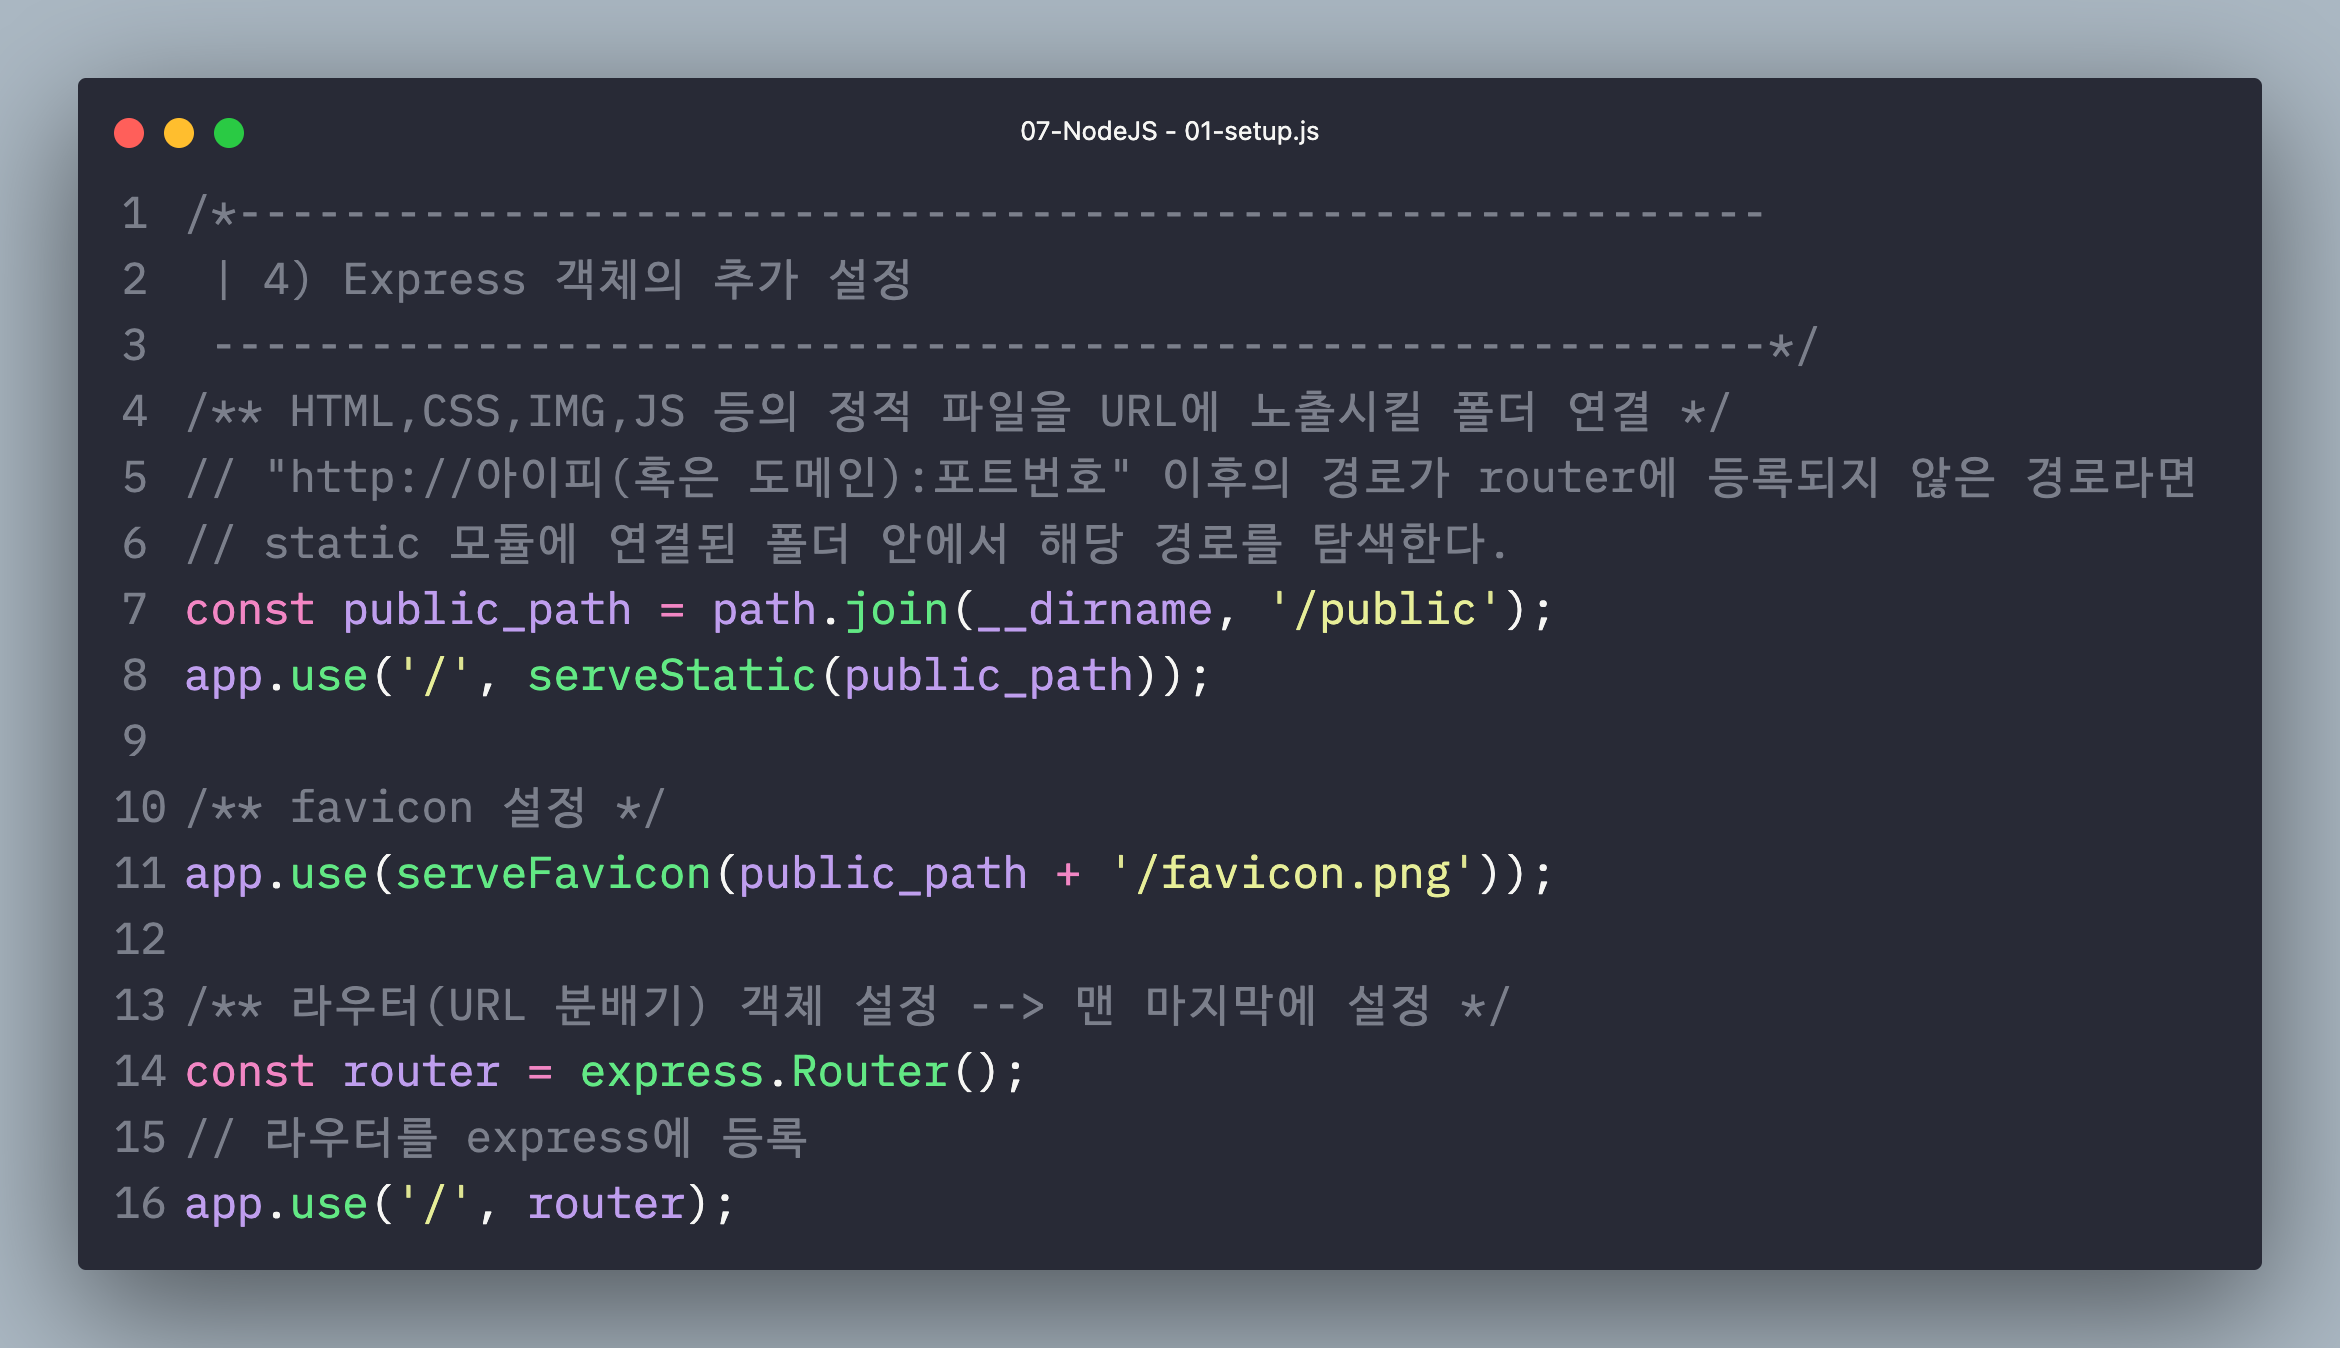 07-NodeJS - 01-setup.js
1 /*----------------------------------------------------------
2  | 4) Express 객체의 추가 설정
3  -----------------------------------------------------------*/
4 /** HTML,CSS,IMG,JS 등의 정적 파일을 URL에 노출시킬 폴더 연결 */
5 // "http://아이피(혹은 도메인):포트번호" 이후의 경로가 router에 등록되지 않은 경로라면
6 // static 모듈에 연결된 폴더 안에서 해당 경로를 탐색한다.
7 const public_path = path.join(__dirname, '/public');
8 app.use('/', serveStatic(public_path));
9
10 /** favicon 설정 */
11 app.use(serveFavicon(public_path + '/favicon.png'));
12
13 /** 라우터(URL 분배기) 객체 설정 --> 맨 마지막에 설정 */
14 const router = express.Router();
15 // 라우터를 express에 등록
16 app.use('/', router);